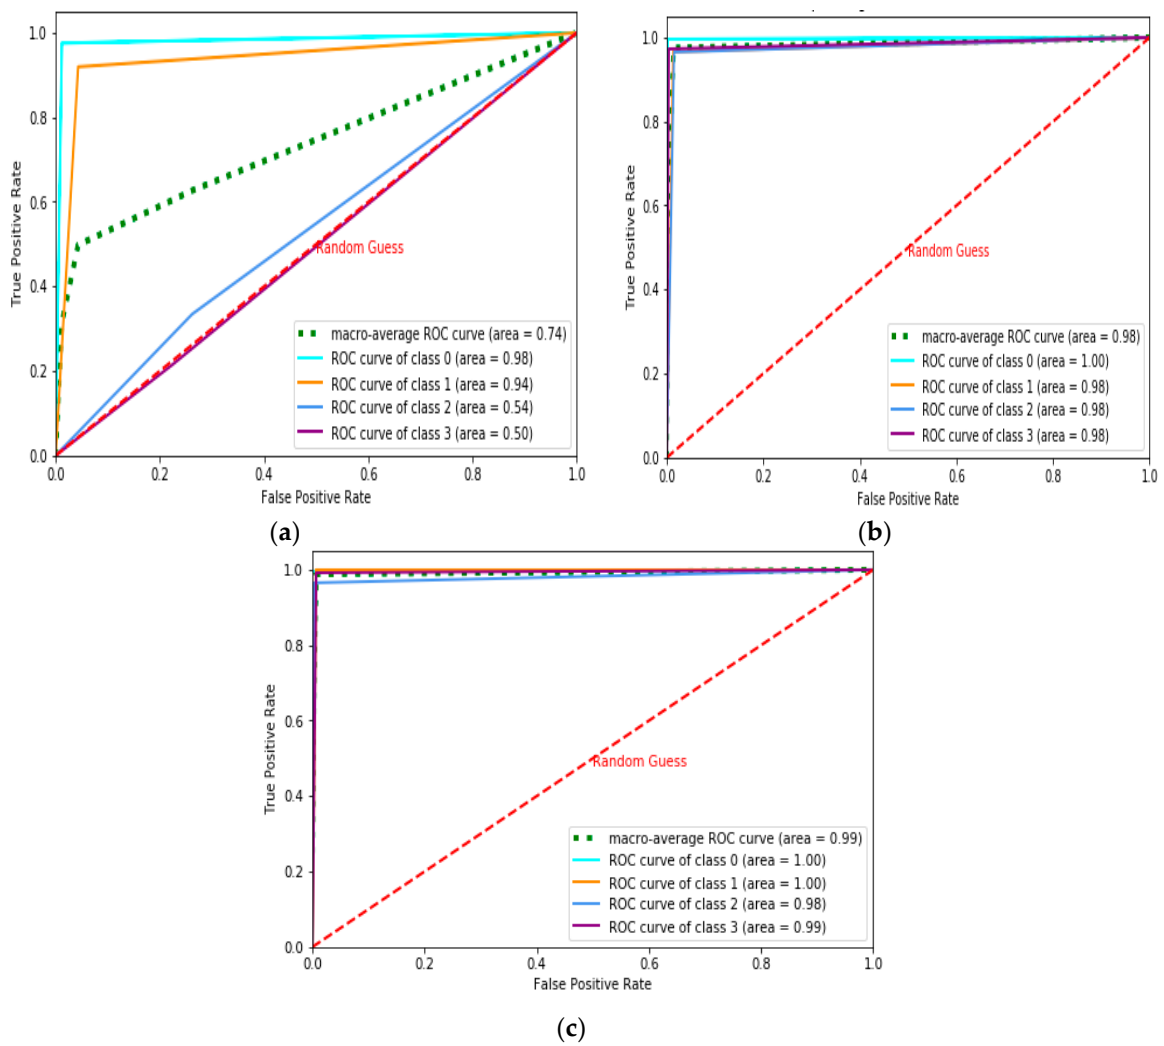 1.0
0.8
0.6
0.4
0.2
0.0
True Positive Rate
Random Guess
macro-average ROC curve (area = 0.74)
ROC curve of class 0 (area = 0.98)
ROC curve of class 1 (area = 0.94)
ROC curve of class 2 (area = 0.54)
ROC curve of class 3 (area = 0.50)
0.0 0.2 0.4 0.6 0.8 1.0
False Positive Rate
(a)
1.0
0.8
0.6
0.4
0.2
0.0
True Positive Rate
Random Guess
macro-average ROC curve (area = 0.98)
ROC curve of class 0 (area = 1.00)
ROC curve of class 1 (area = 0.98)
ROC curve of class 2 (area = 0.98)
ROC curve of class 3 (area = 0.98)
0.0 0.2 0.4 0.6 0.8 1.0
False Positive Rate
(b)
1.0
0.8
0.6
0.4
0.2
0.0
True Positive Rate
Random Guess
macro-average ROC curve (area = 0.99)
ROC curve of class 0 (area = 1.00)
ROC curve of class 1 (area = 1.00)
ROC curve of class 2 (area = 0.98)
ROC curve of class 3 (area = 0.99)
0.0 0.2 0.4 0.6 0.8 1.0
False Positive Rate
(c)